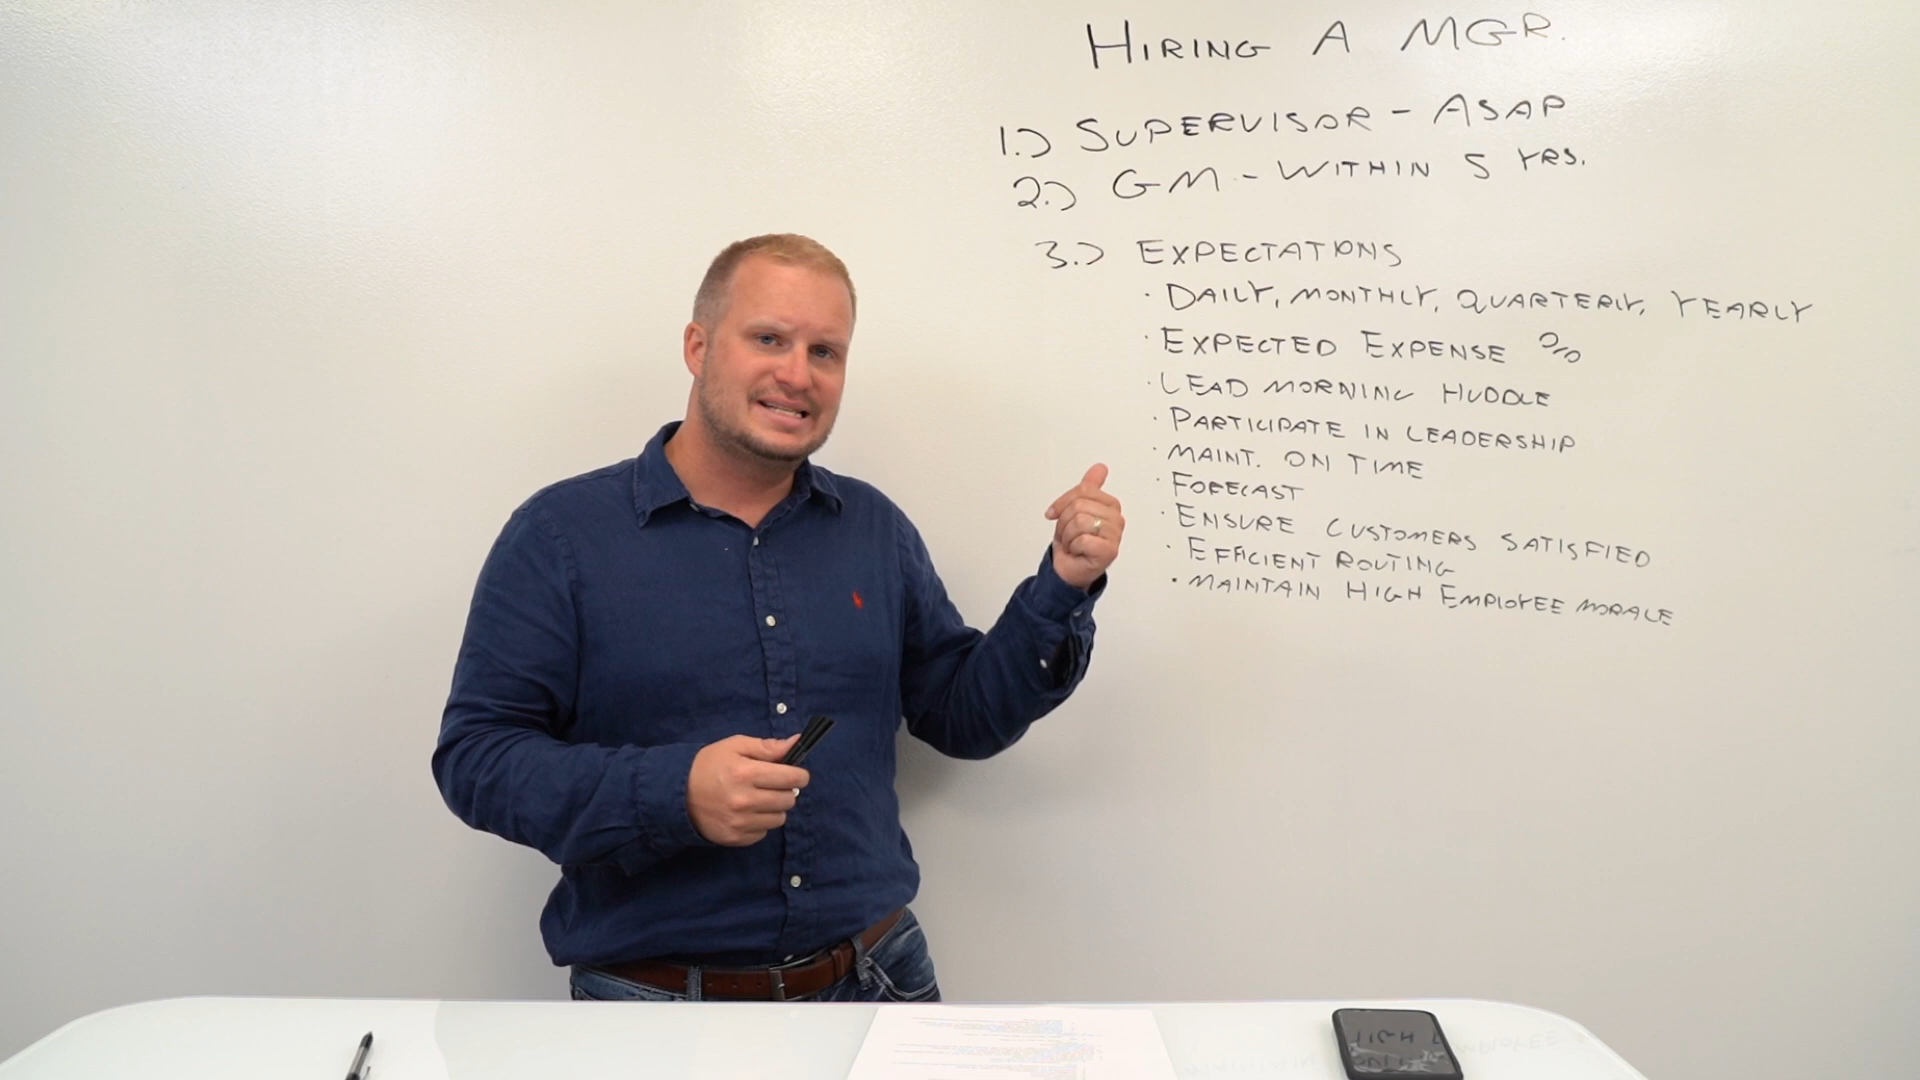 HIRING A MGR.
1.) SUPERVISOR - ASAP
2.) GM - WITHIN 5 YRS.
3.) EXPECTATIONS
· DAILY, MONTHLY, QUARTERLY, YEARLY
· EXPECTED EXPENSE %
· LEAD MORNING HUDDLE
· PARTICIPATE IN LEADERSHIP
· MAINT. ON TIME
· FORECAST
· ENSURE CUSTOMERS SATISFIED
· EFFICIENT ROUTING
· MAINTAIN HIGH EMPLOYEE MORALE